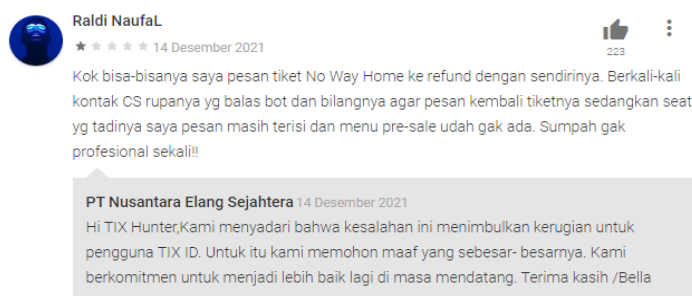 Raldi NaufaL
14 Desember 2021
223
Kok bisa-bisanya saya pesan tiket No Way Home ke refund dengan sendirinya. Berkali-kali
kontak CS rupanya yg balas bot dan bilangnya agar pesan kembali tiketnya sedangkan seat
yg tadinya saya pesan masih terisi dan menu pre-sale udah gak ada. Sumpah gak
profesional sekali!!
PT Nusantara Elang Sejahtera 14 Desember 2021
Hi TIX Hunter,Kami menyadari bahwa kesalahan ini menimbulkan kerugian untuk
pengguna TIX ID. Untuk itu kami memohon maaf yang sebesar- besarnya. Kami
berkomitmen untuk menjadi lebih baik lagi di masa mendatang. Terima kasih /Bella